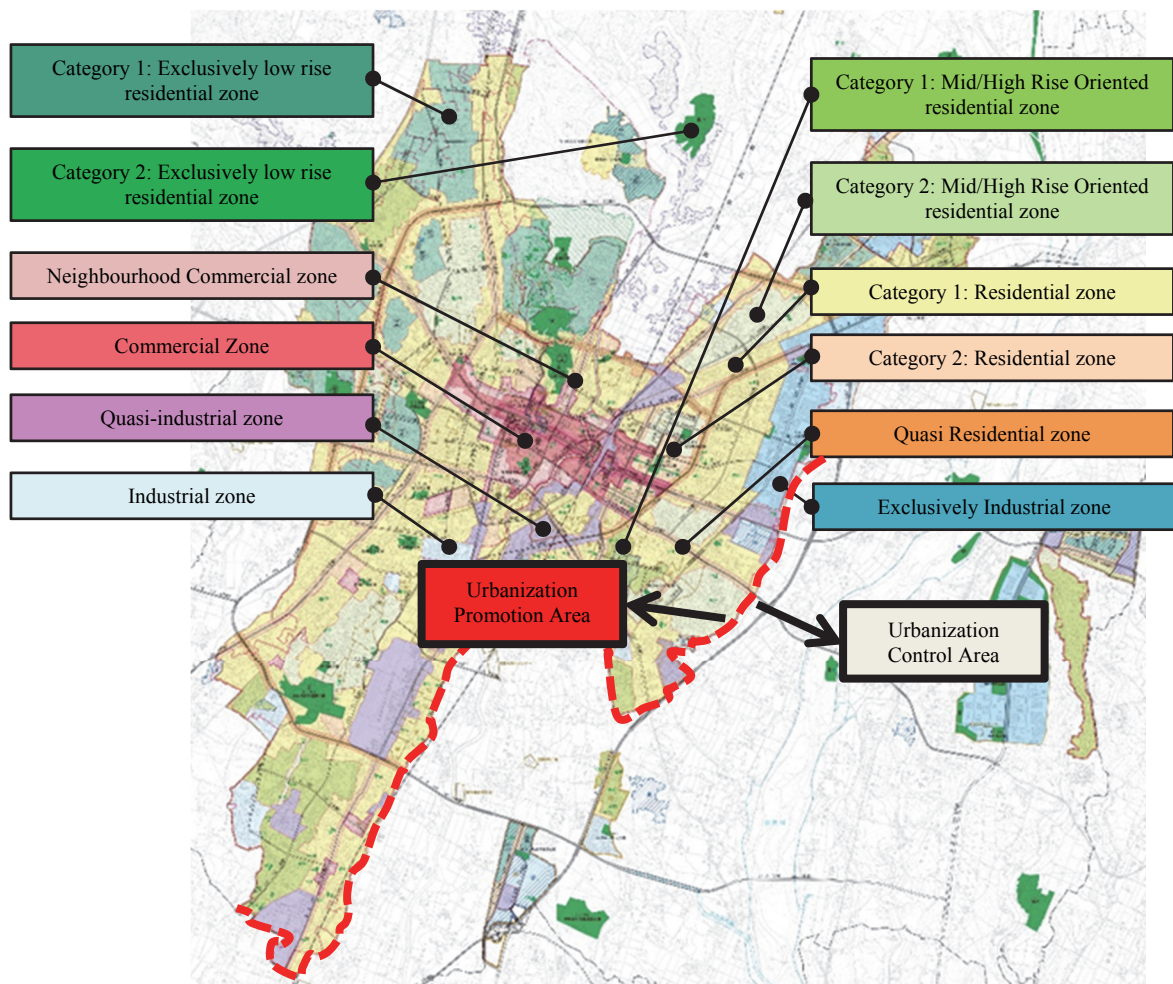 Category 1: Exclusively low rise
residential zone
Category 2: Exclusively low rise
residential zone
Neighbourhood Commercial zone
Commercial Zone
Quasi-industrial zone
Industrial zone
Category 1: Mid/High Rise Oriented
residential zone
Category 2: Mid/High Rise Oriented
residential zone
Category 1: Residential zone
Category 2: Residential zone
Quasi Residential zone
Exclusively Industrial zone
Urbanization
Promotion Area
Urbanization
Control Area